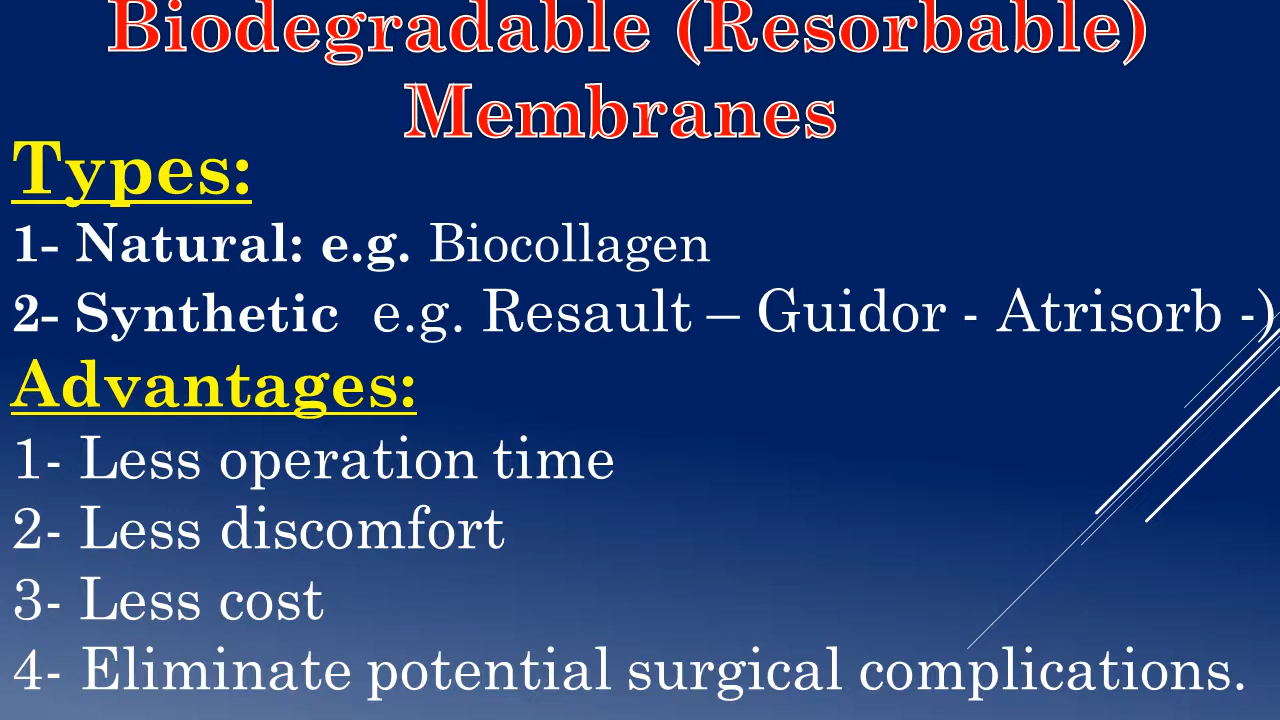 Biodegradable (Resorbable)
Membranes
Types:
1- Natural: e.g. Biocollagen
2- Synthetic e.g. Resault – Guidor - Atrisorb -)
Advantages:
1- Less operation time
2- Less discomfort
3- Less cost
4- Eliminate potential surgical complications.